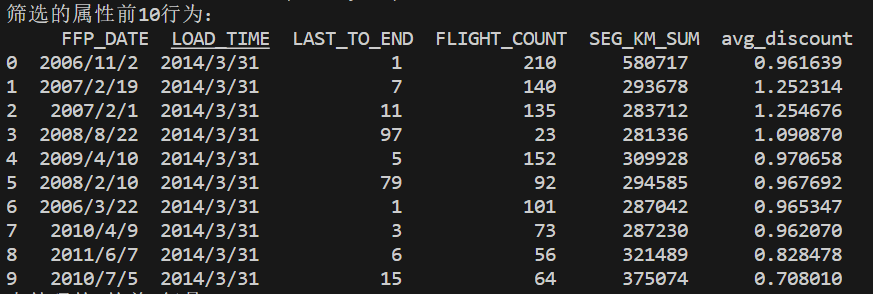 筛选的属性前10行为:
FFP_DATE LOAD_TIME LAST_TO_END FLIGHT_COUNT SEG_KM_SUM avg_discount
0 2006/11/2 2014/3/31 1 210 580717 0.961639
1 2007/2/19 2014/3/31 7 140 293678 1.252314
2 2007/2/1 2014/3/31 11 135 283712 1.254676
3 2008/8/22 2014/3/31 97 23 281336 1.090870
4 2009/4/10 2014/3/31 5 152 309928 0.970658
5 2008/2/10 2014/3/31 79 92 294585 0.967692
6 2006/3/22 2014/3/31 1 101 287042 0.965347
7 2010/4/9 2014/3/31 3 73 287230 0.962070
8 2011/6/7 2014/3/31 6 56 321489 0.828478
9 2010/7/5 2014/3/31 15 64 375074 0.708010